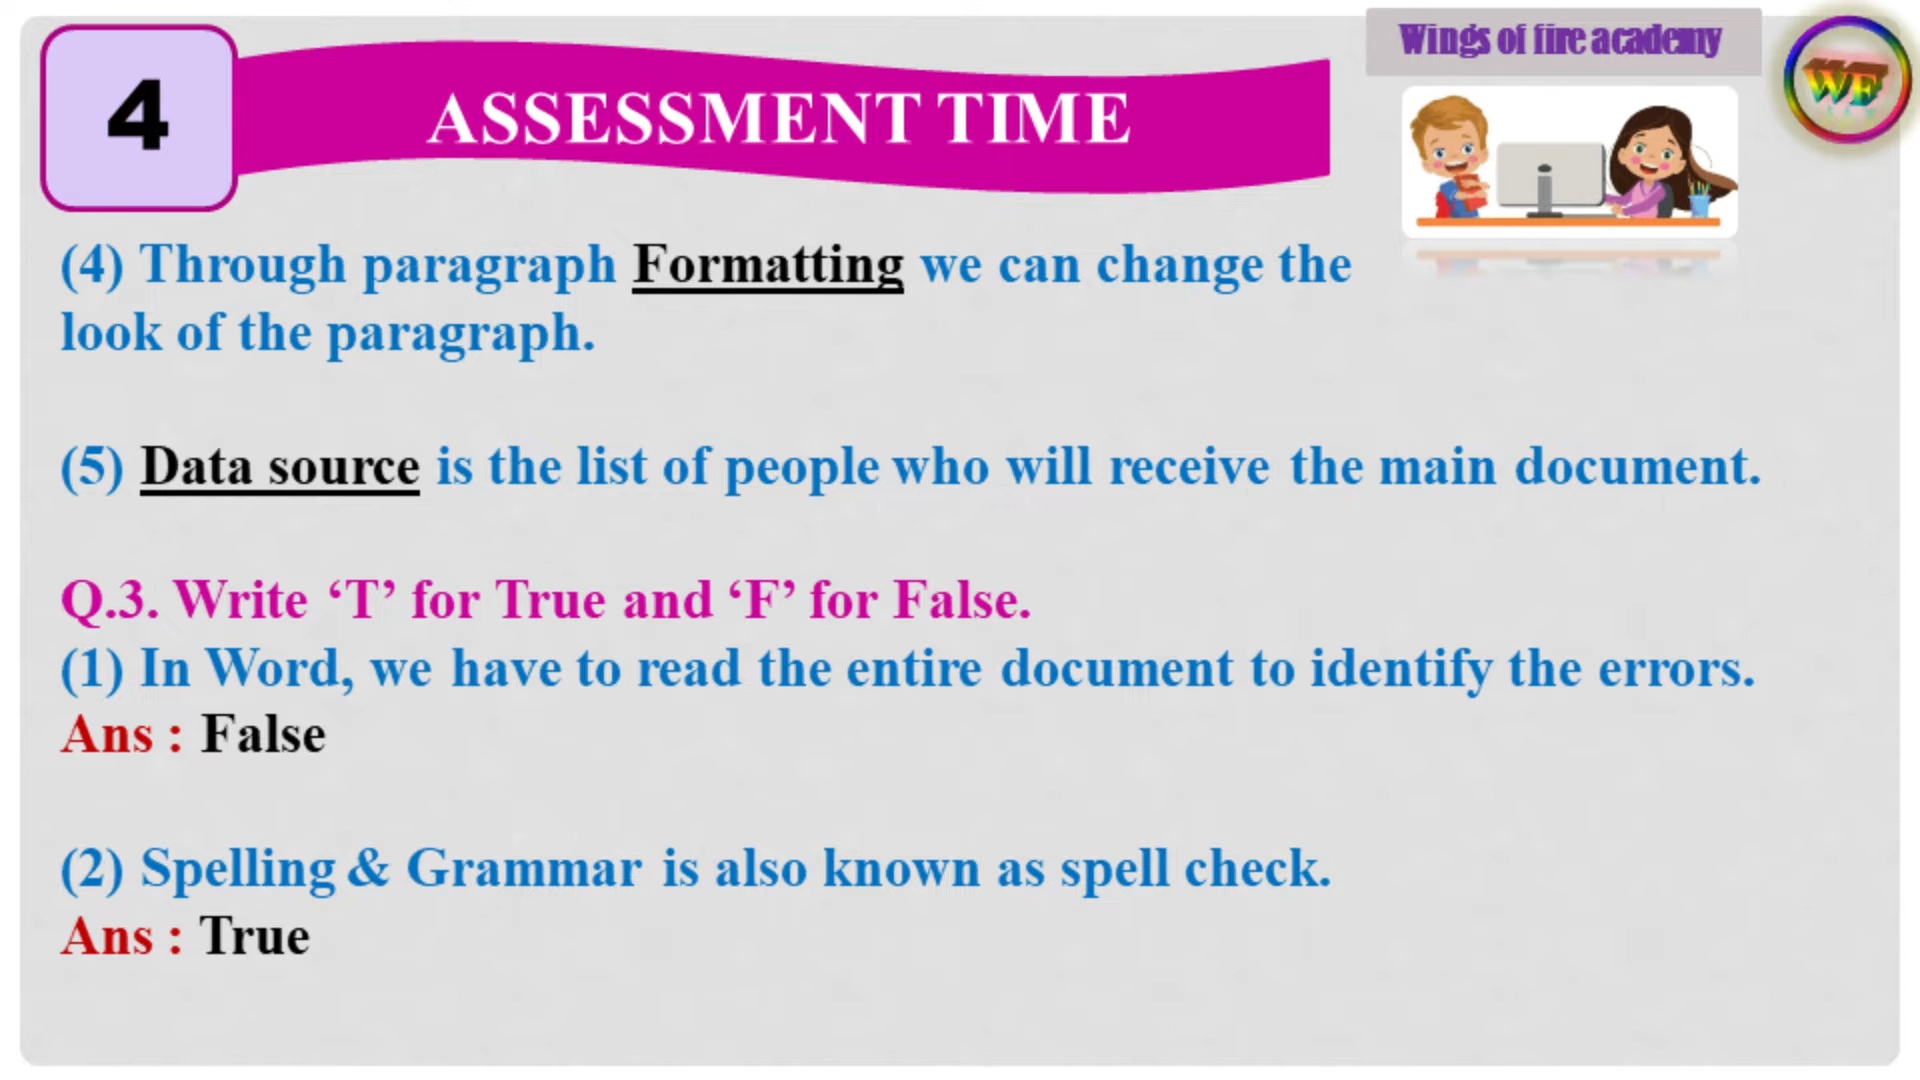 Wings of fire academy
WF
4
ASSESSMENT TIME
(4) Through paragraph Formatting we can change the
look of the paragraph.
(5) Data source is the list of people who will receive the main document.
Q.3. Write ‘T’ for True and ‘F’ for False.
(1) In Word, we have to read the entire document to identify the errors.
Ans : False
(2) Spelling & Grammar is also known as spell check.
Ans : True